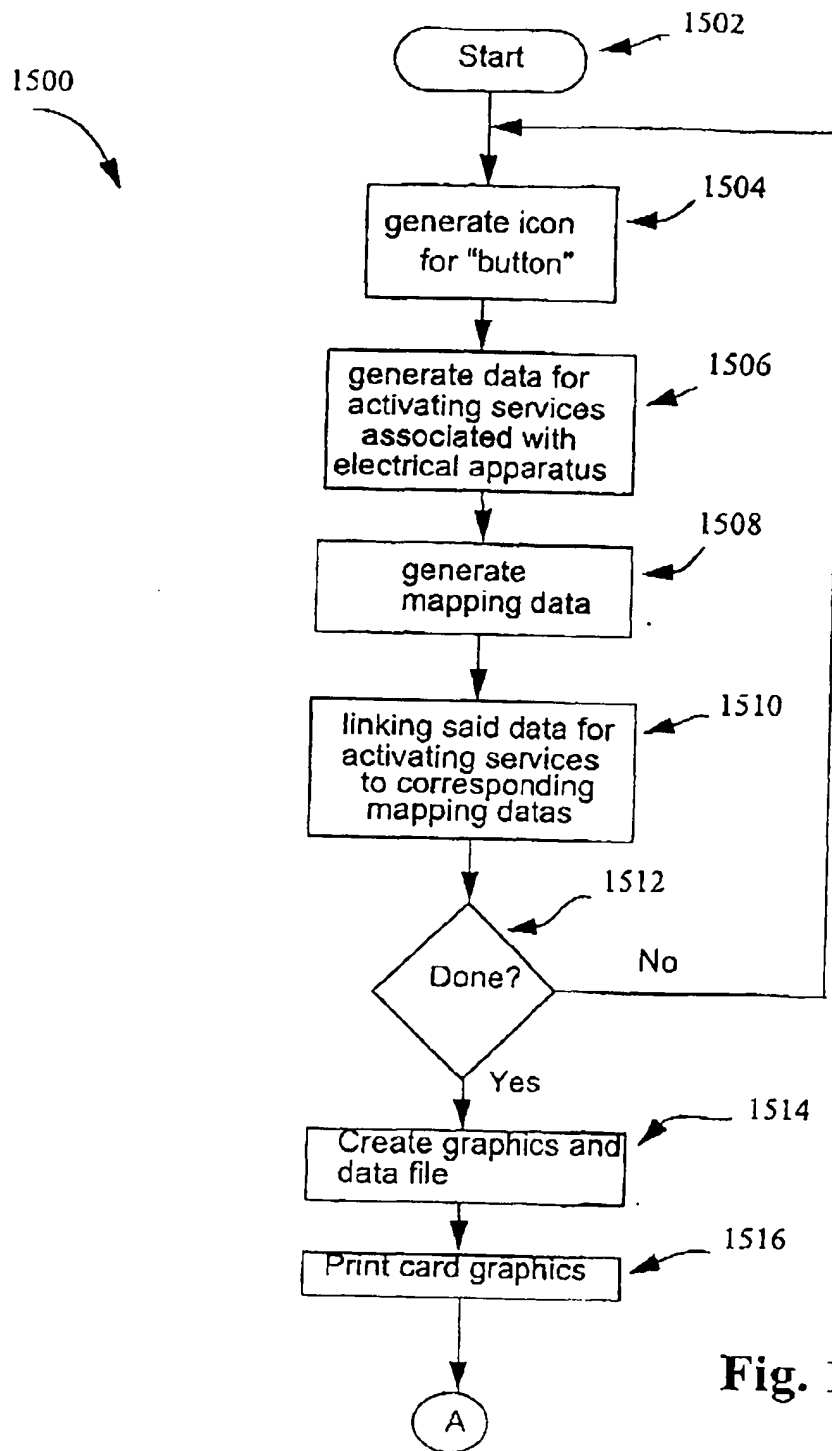 1502
Start
1500
1504
generate icon
for "button"
1506
generate data for
activating services
associated with
electrical apparatus
1508
generate
mapping data
1510
linking said data for
activating services
to corresponding
mapping datas
1512
Done?
No
Yes
1514
Create graphics and
data file
1516
Print card graphics
Fig.
A